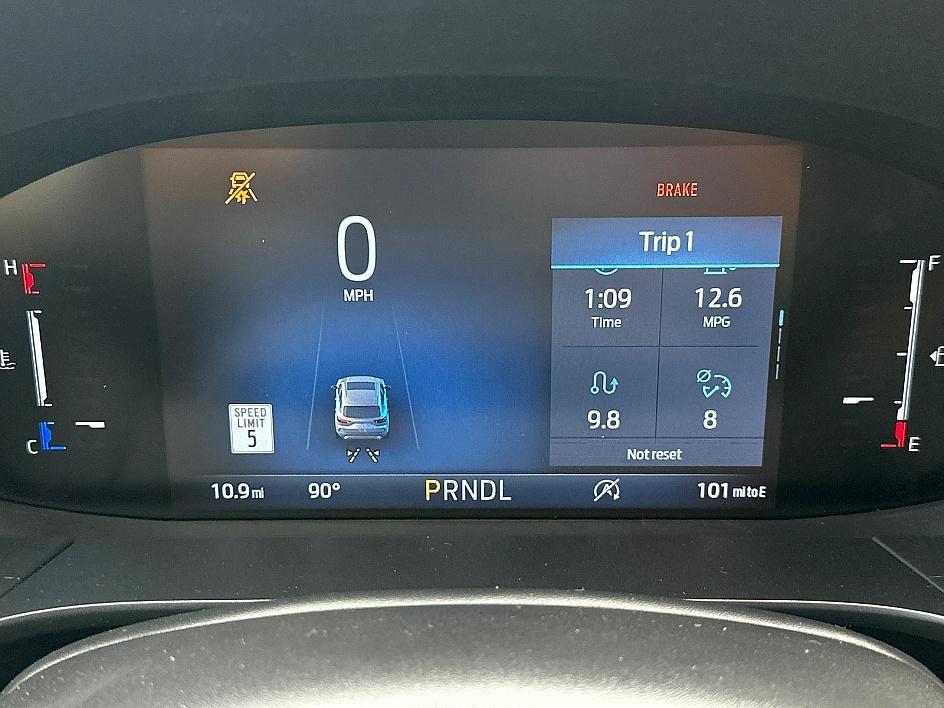 BRAKE
0
MPH
Trip 1
1:09
Time
12.6
MPG
9.8
8
Not reset
SPEED
LIMIT
5
H
C
F
E
10.9 mi
90°
PRNDL
A
101 mi to E